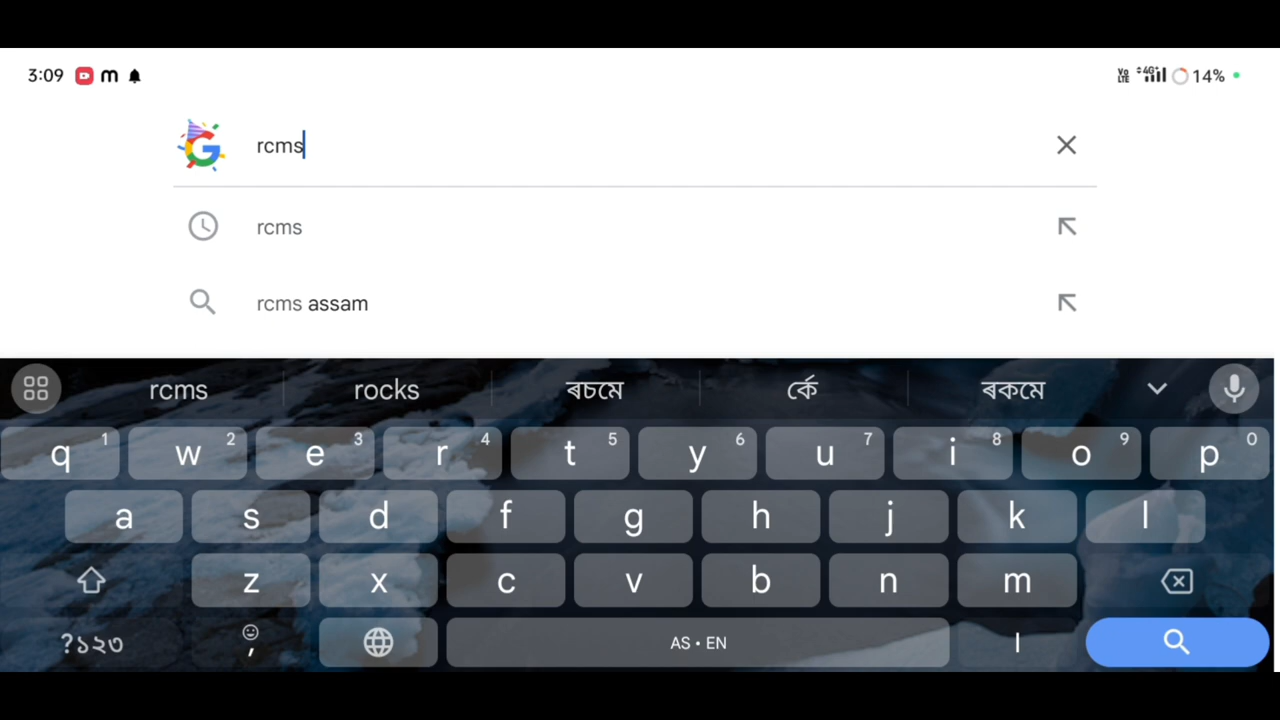 3:09 m Vo LTE 4G+ 14%
rcms
rcms
rcms assam
rcms rocks ৰচমে ৰ্কে ৰকমে
q 1 w 2 e 3 r 4 t 5 y 6 u 7 i 8 o 9 p 0
a s d f g h j k l
z x c v b n m
?১২৩ , AS • EN ।